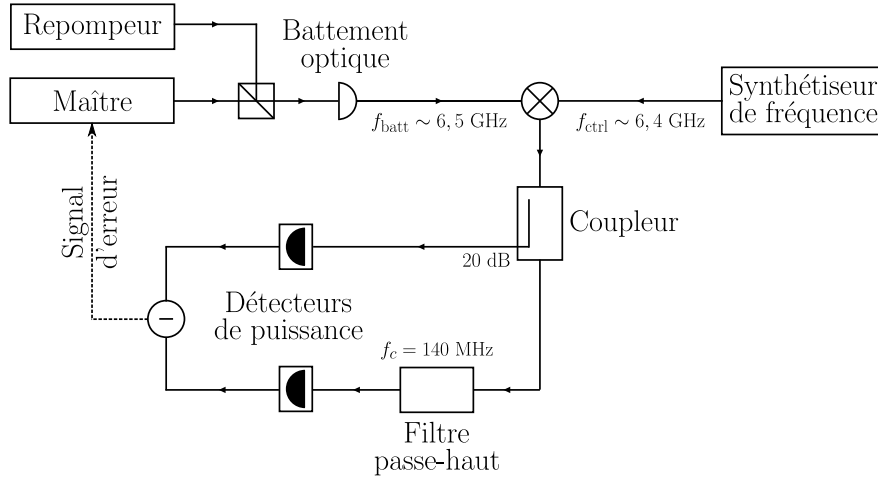 Repompeur
Battement
optique
Maître
Synthétiseur
de fréquence
f_batt ∼ 6,5 GHz
f_ctrl ∼ 6,4 GHz
Signal
d'erreur
Coupleur
20 dB
Détecteurs
de puissance
−
f_c = 140 MHz
Filtre
passe-haut